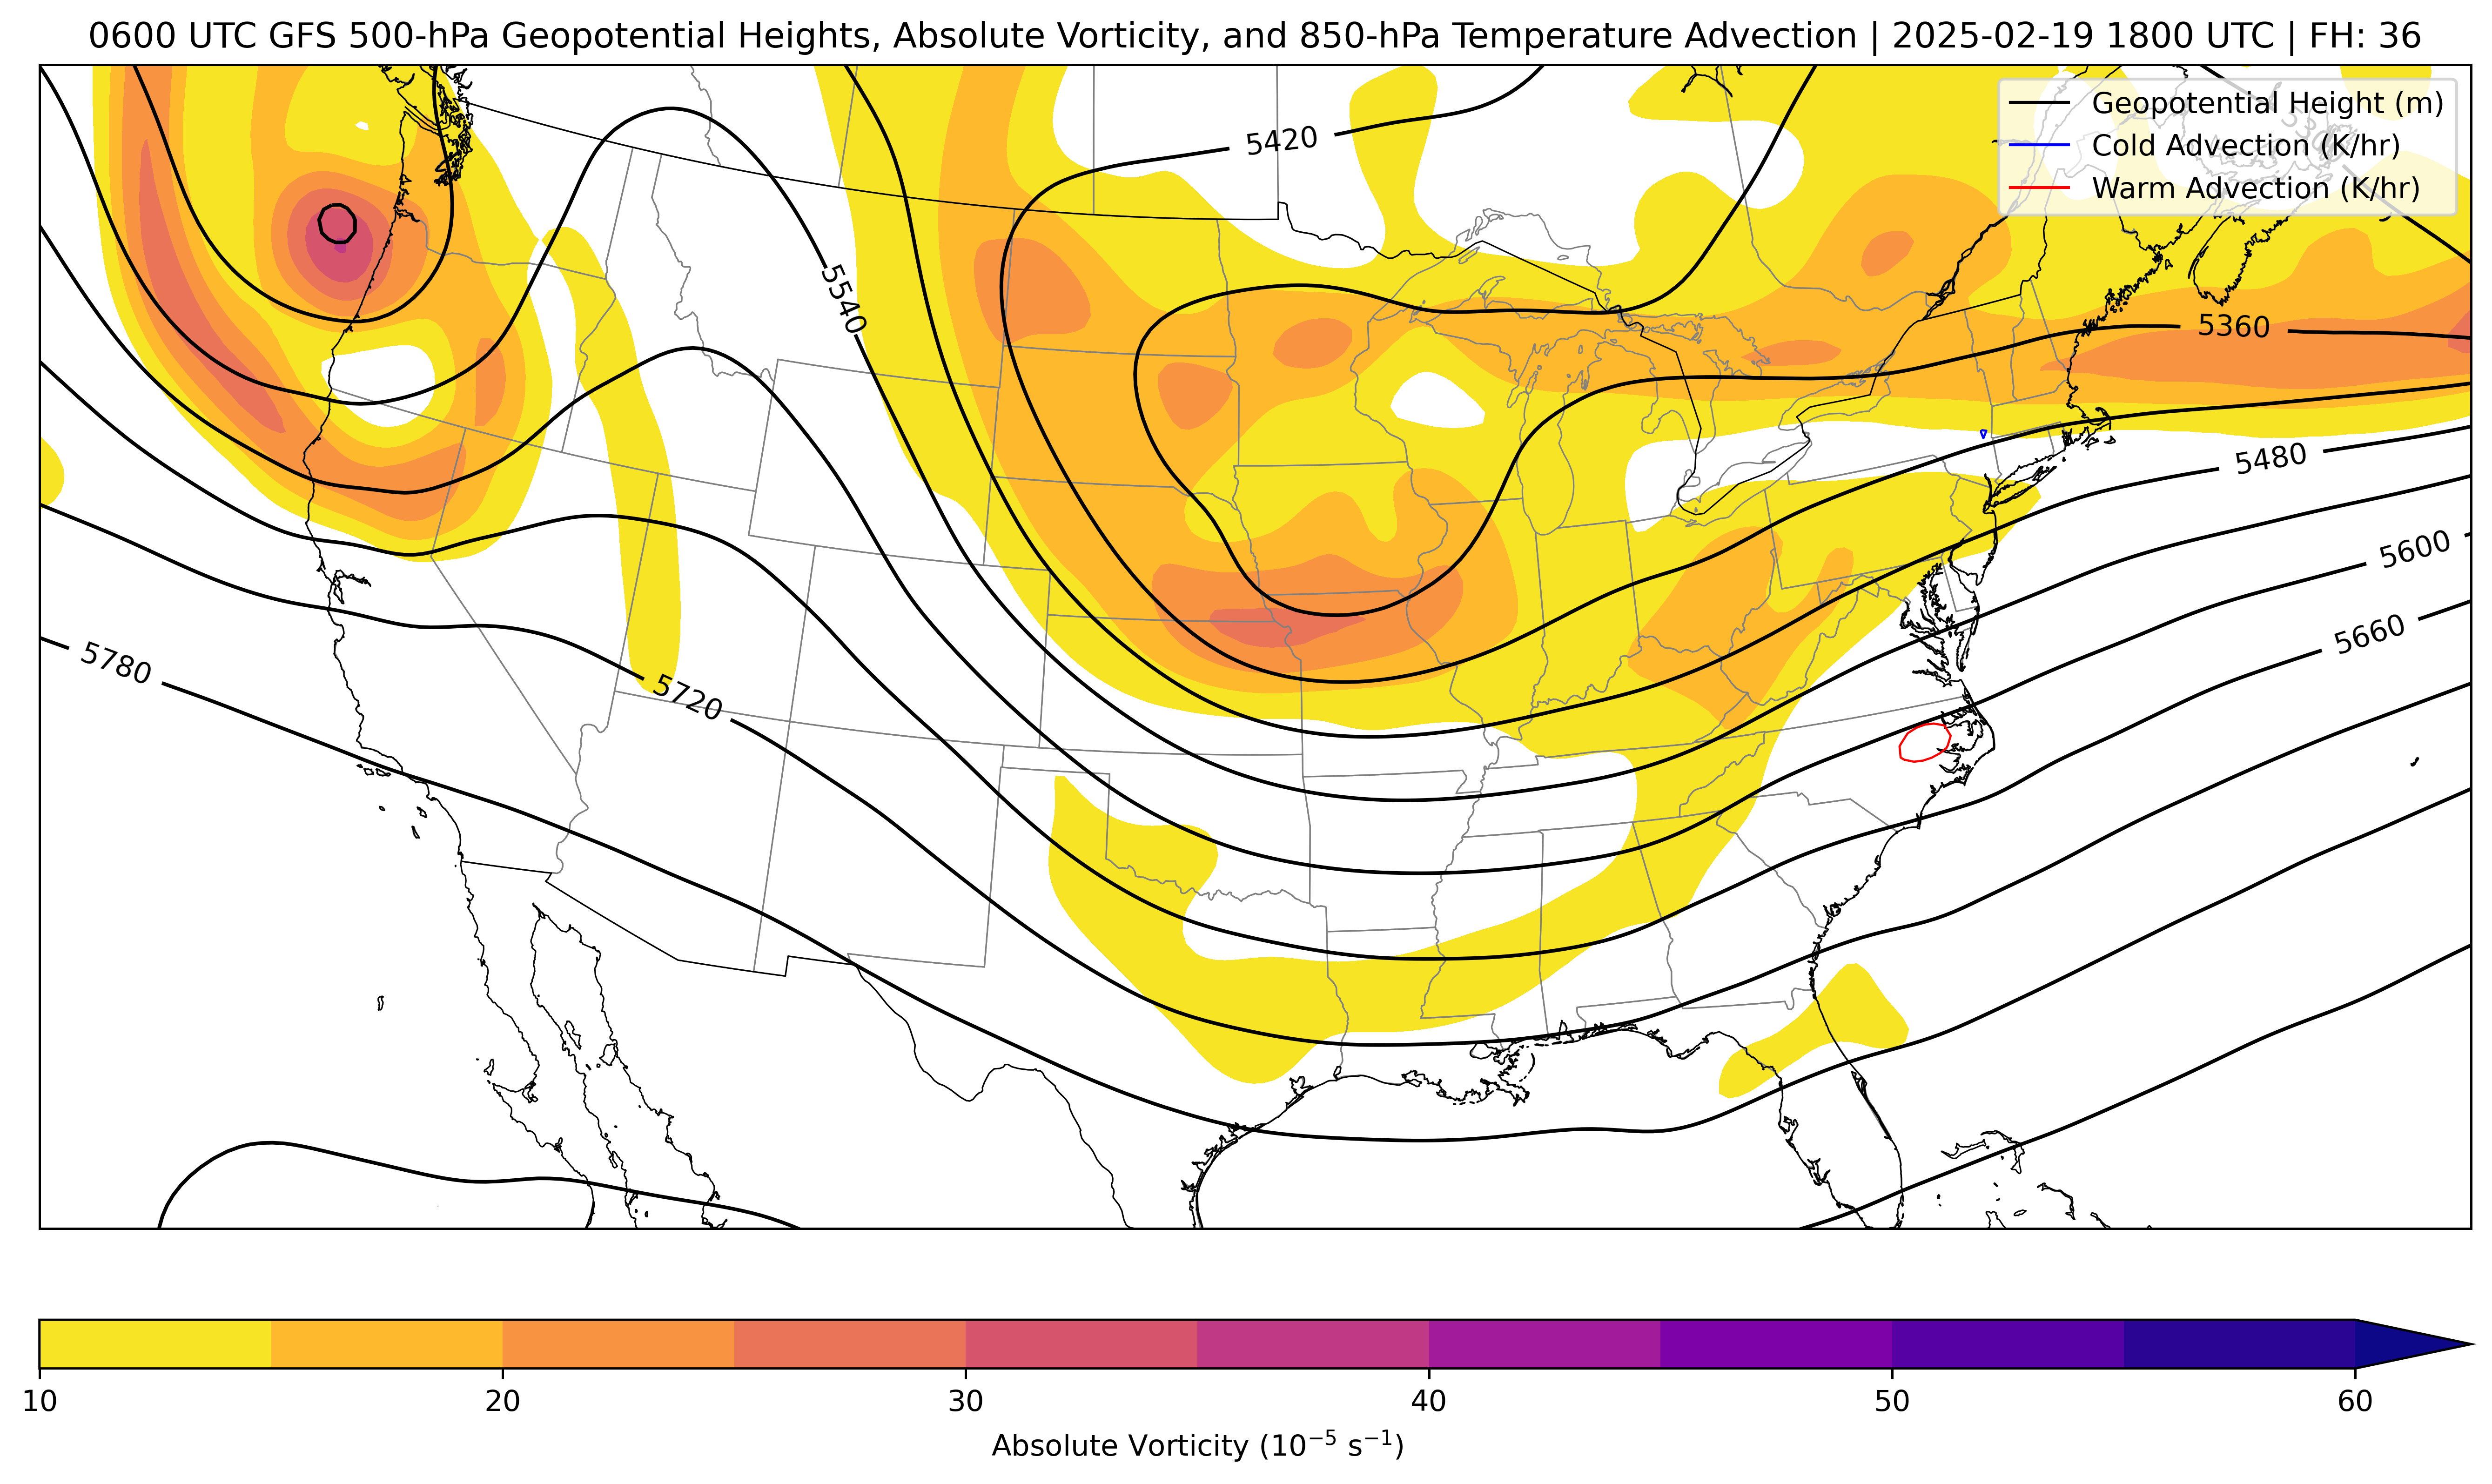 0600 UTC GFS 500-hPa Geopotential Heights, Absolute Vorticity, and 850-hPa Temperature Advection | 2025-02-19 1800 UTC | FH: 36
Geopotential Height (m)
Cold Advection (K/hr)
Warm Advection (K/hr)
5420
5540
5360
5480
5600
5660
5780
5720
10 20 30 40 50 60
Absolute Vorticity (10⁻⁵ s⁻¹)